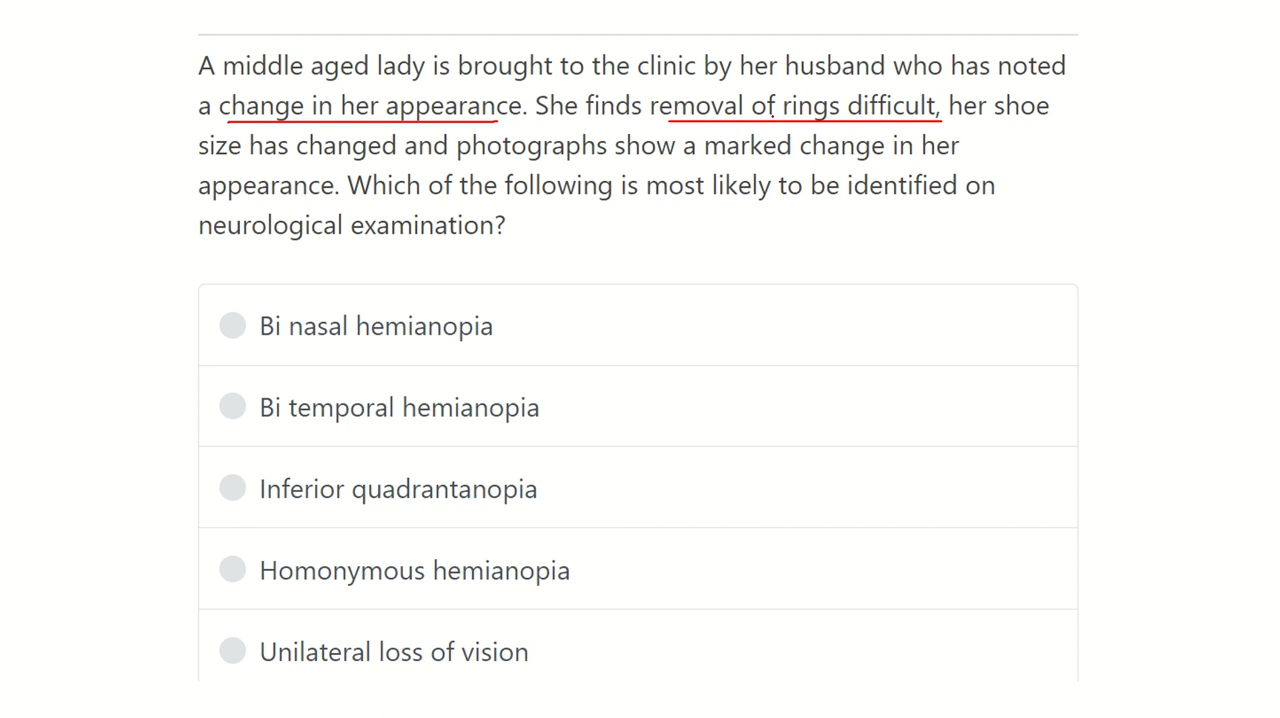 A middle aged lady is brought to the clinic by her husband who has noted
a change in her appearance. She finds removal of rings difficult, her shoe
size has changed and photographs show a marked change in her
appearance. Which of the following is most likely to be identified on
neurological examination?
Bi nasal hemianopia
Bi temporal hemianopia
Inferior quadrantanopia
Homonymous hemianopia
Unilateral loss of vision